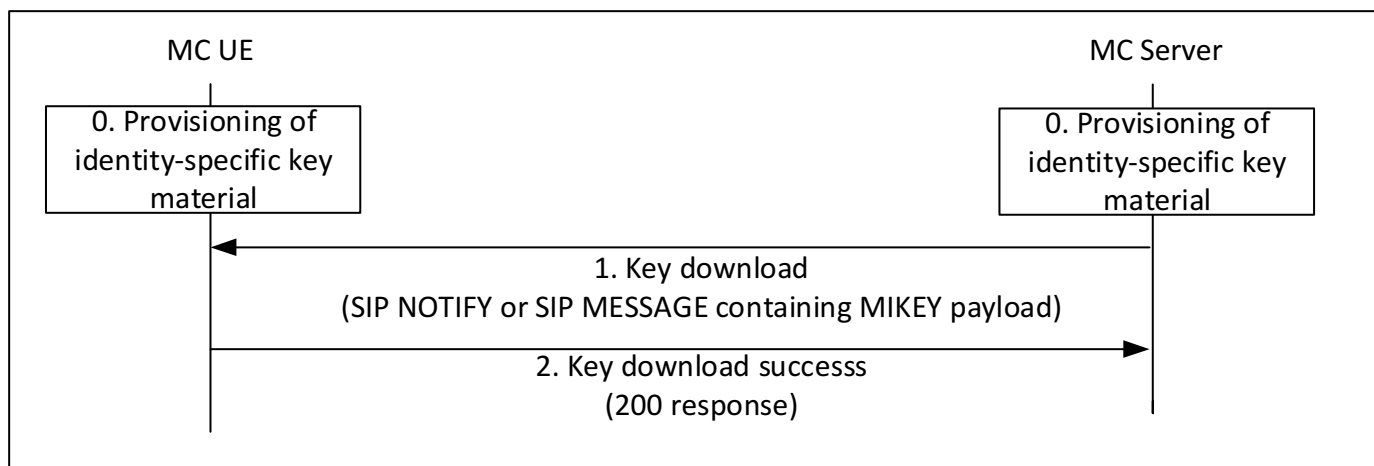 MC UE
MC Server
0. Provisioning of
identity-specific key
material
0. Provisioning of
identity-specific key
material
1. Key download
(SIP NOTIFY or SIP MESSAGE containing MIKEY payload)
2. Key download successs
(200 response)